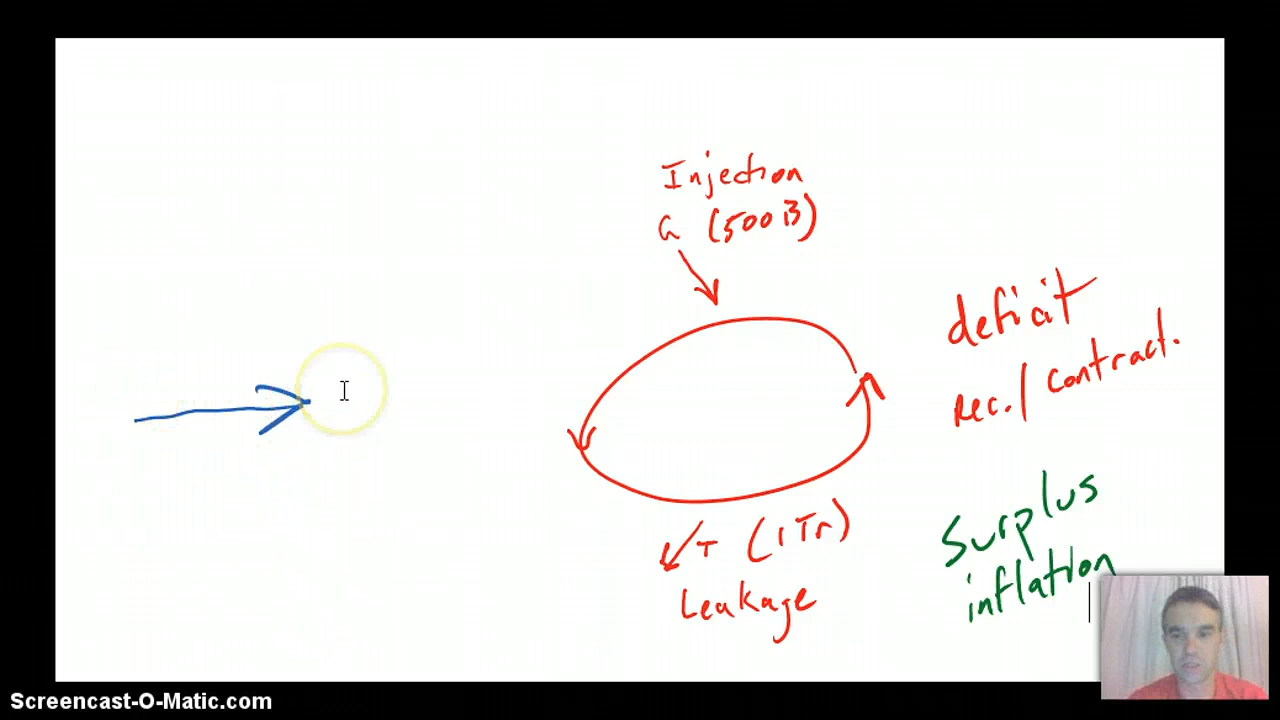 Injection
G (500B)
deficit
rec./contract.
Surplus
inflation
T (1Tr)
Leakage
Screencast-O-Matic.com